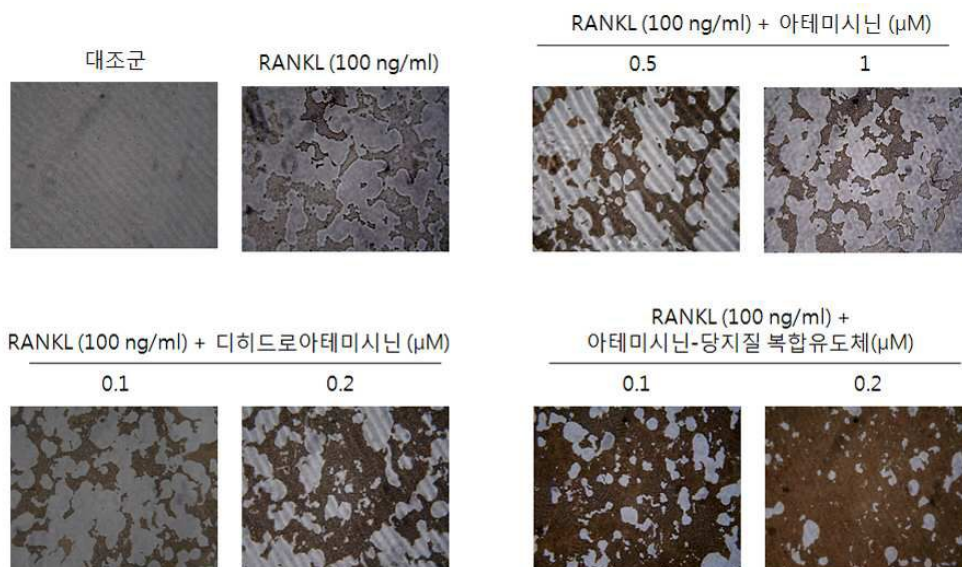 대조군
RANKL (100 ng/ml)
RANKL (100 ng/ml) + 아테미시닌 (μM)
0.5 1
RANKL (100 ng/ml) + 디히드로아테미시닌 (μM)
0.1 0.2
RANKL (100 ng/ml) +
아테미시닌-당지질 복합유도체(μM)
0.1 0.2